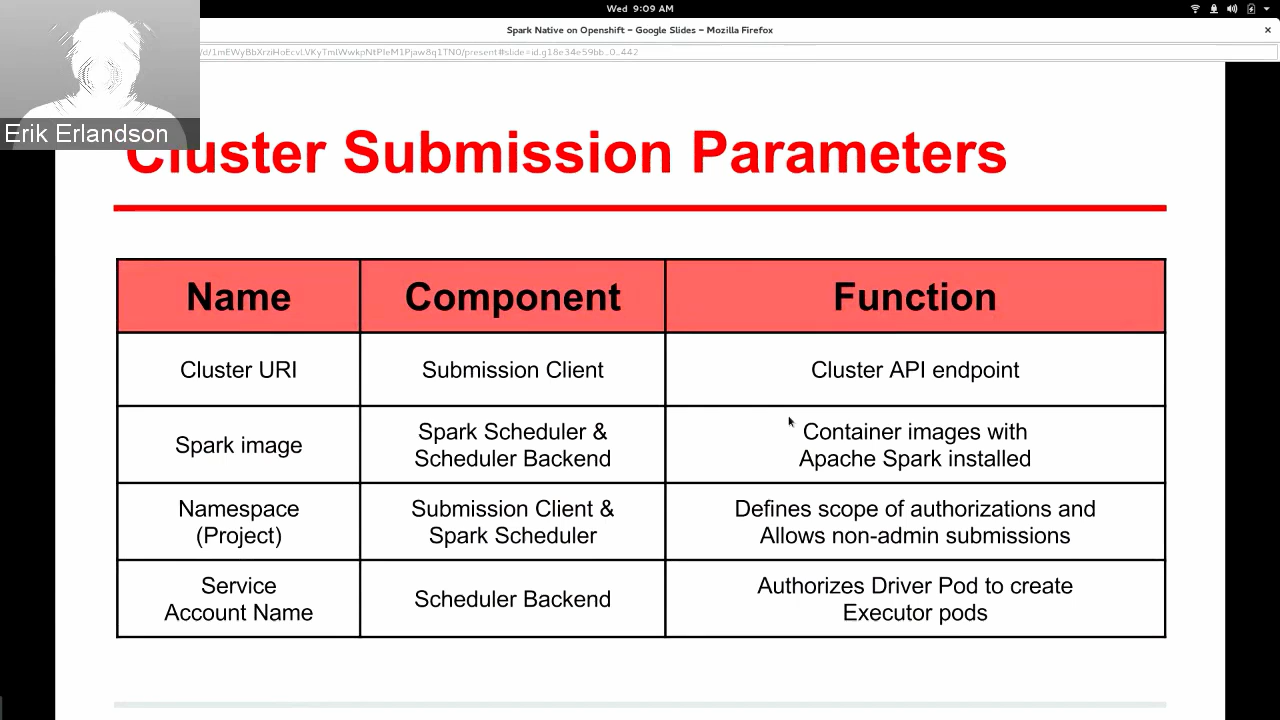 Wed 9:09 AM
Spark Native on Openshift – Google Slides – Mozilla Firefox
Erik Erlandson
Cluster Submission Parameters
Name Component Function
Cluster URI Submission Client Cluster API endpoint
Spark image
Spark Scheduler &
Scheduler Backend
Container images with
Apache Spark installed
Namespace
(Project)
Submission Client &
Spark Scheduler
Defines scope of authorizations and
Allows non-admin submissions
Service
Account Name
Scheduler Backend
Authorizes Driver Pod to create
Executor pods